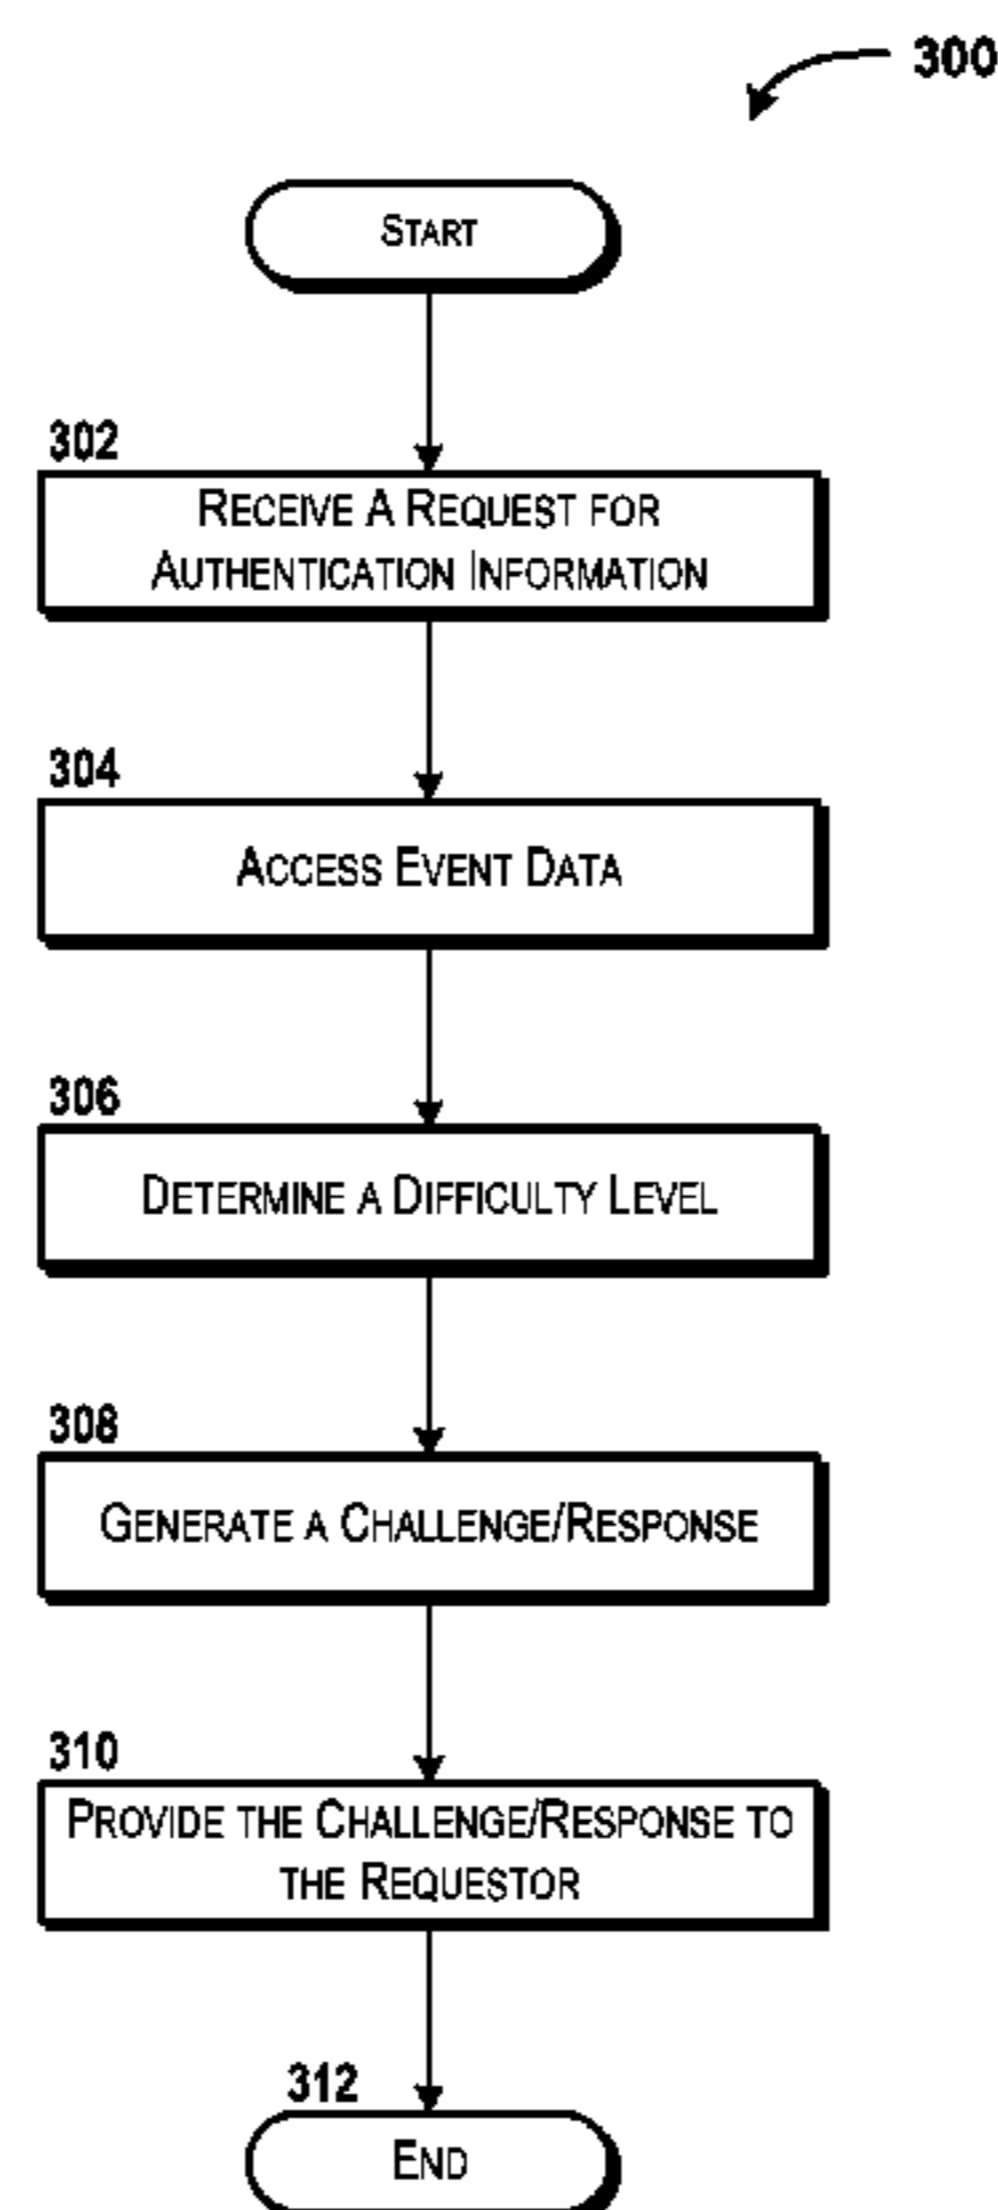 300
START
302
RECEIVE A REQUEST FOR
AUTHENTICATION INFORMATION
304
ACCESS EVENT DATA
306
DETERMINE A DIFFICULTY LEVEL
308
GENERATE A CHALLENGE/RESPONSE
310
PROVIDE THE CHALLENGE/RESPONSE TO
THE REQUESTOR
312
END